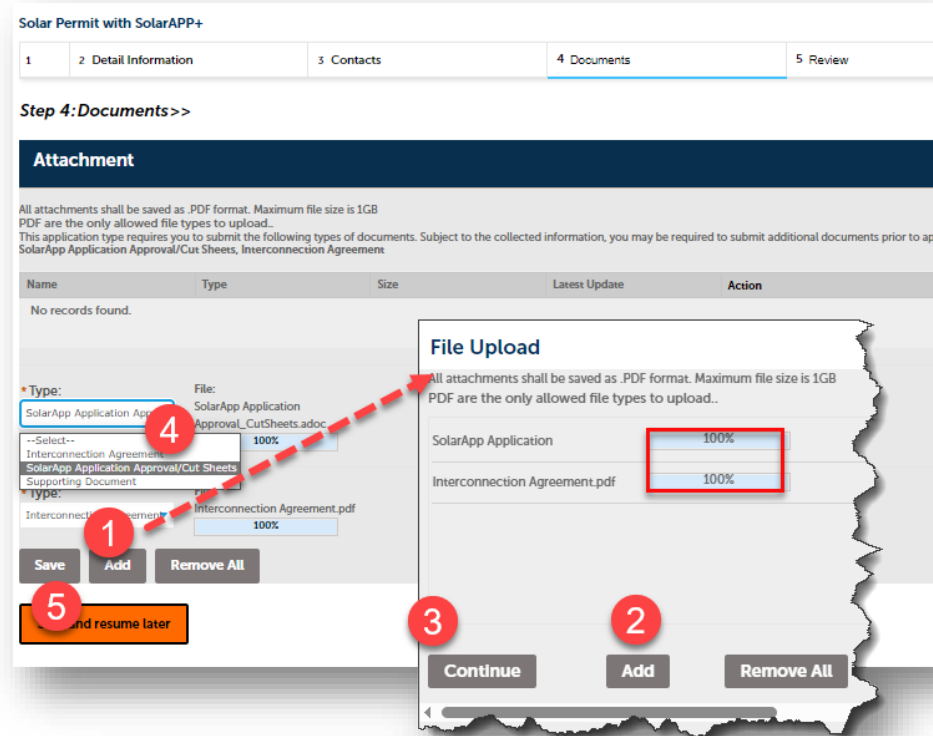 Solar Permit with SolarAPP+
1 2 Detail Information 3 Contacts 4 Documents 5 Review
Step 4:Documents>>
Attachment
All attachments shall be saved as .PDF format. Maximum file size is 1GB
PDF are the only allowed file types to upload..
This application type requires you to submit the following types of documents. Subject to the collected information, you may be required to submit additional documents prior to ap
SolarApp Application Approval/Cut Sheets, Interconnection Agreement
Name Type Size Latest Update Action
No records found.
*Type: File:
SolarApp Application App SolarApp Application
Approval_CutSheets.adoc
4
--Select-- 100%
Interconnection Agreement
SolarApp Application Approval/Cut Sheets
Supporting Document
*Type:
Interconnection Agreement.pdf
100%
1
Save Add Remove All
5
and resume later
File Upload
All attachments shall be saved as .PDF format. Maximum file size is 1GB
PDF are the only allowed file types to upload..
SolarApp Application 100%
Interconnection Agreement.pdf 100%
3 2
Continue Add Remove All